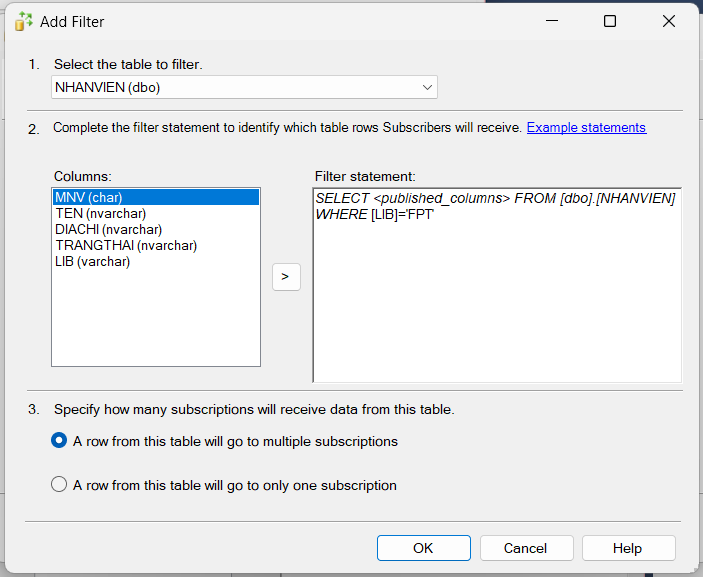 Add Filter
1. Select the table to filter.
NHANVIEN (dbo)
2. Complete the filter statement to identify which table rows Subscribers will receive. Example statements
Columns:
MNV (char)
TEN (nvarchar)
DIACHI (nvarchar)
TRANGTHAI (nvarchar)
LIB (varchar)
>
Filter statement:
SELECT <published_columns> FROM [dbo].[NHANVIEN]
WHERE [LIB]='FPT'
3. Specify how many subscriptions will receive data from this table.
A row from this table will go to multiple subscriptions
A row from this table will go to only one subscription
OK Cancel Help